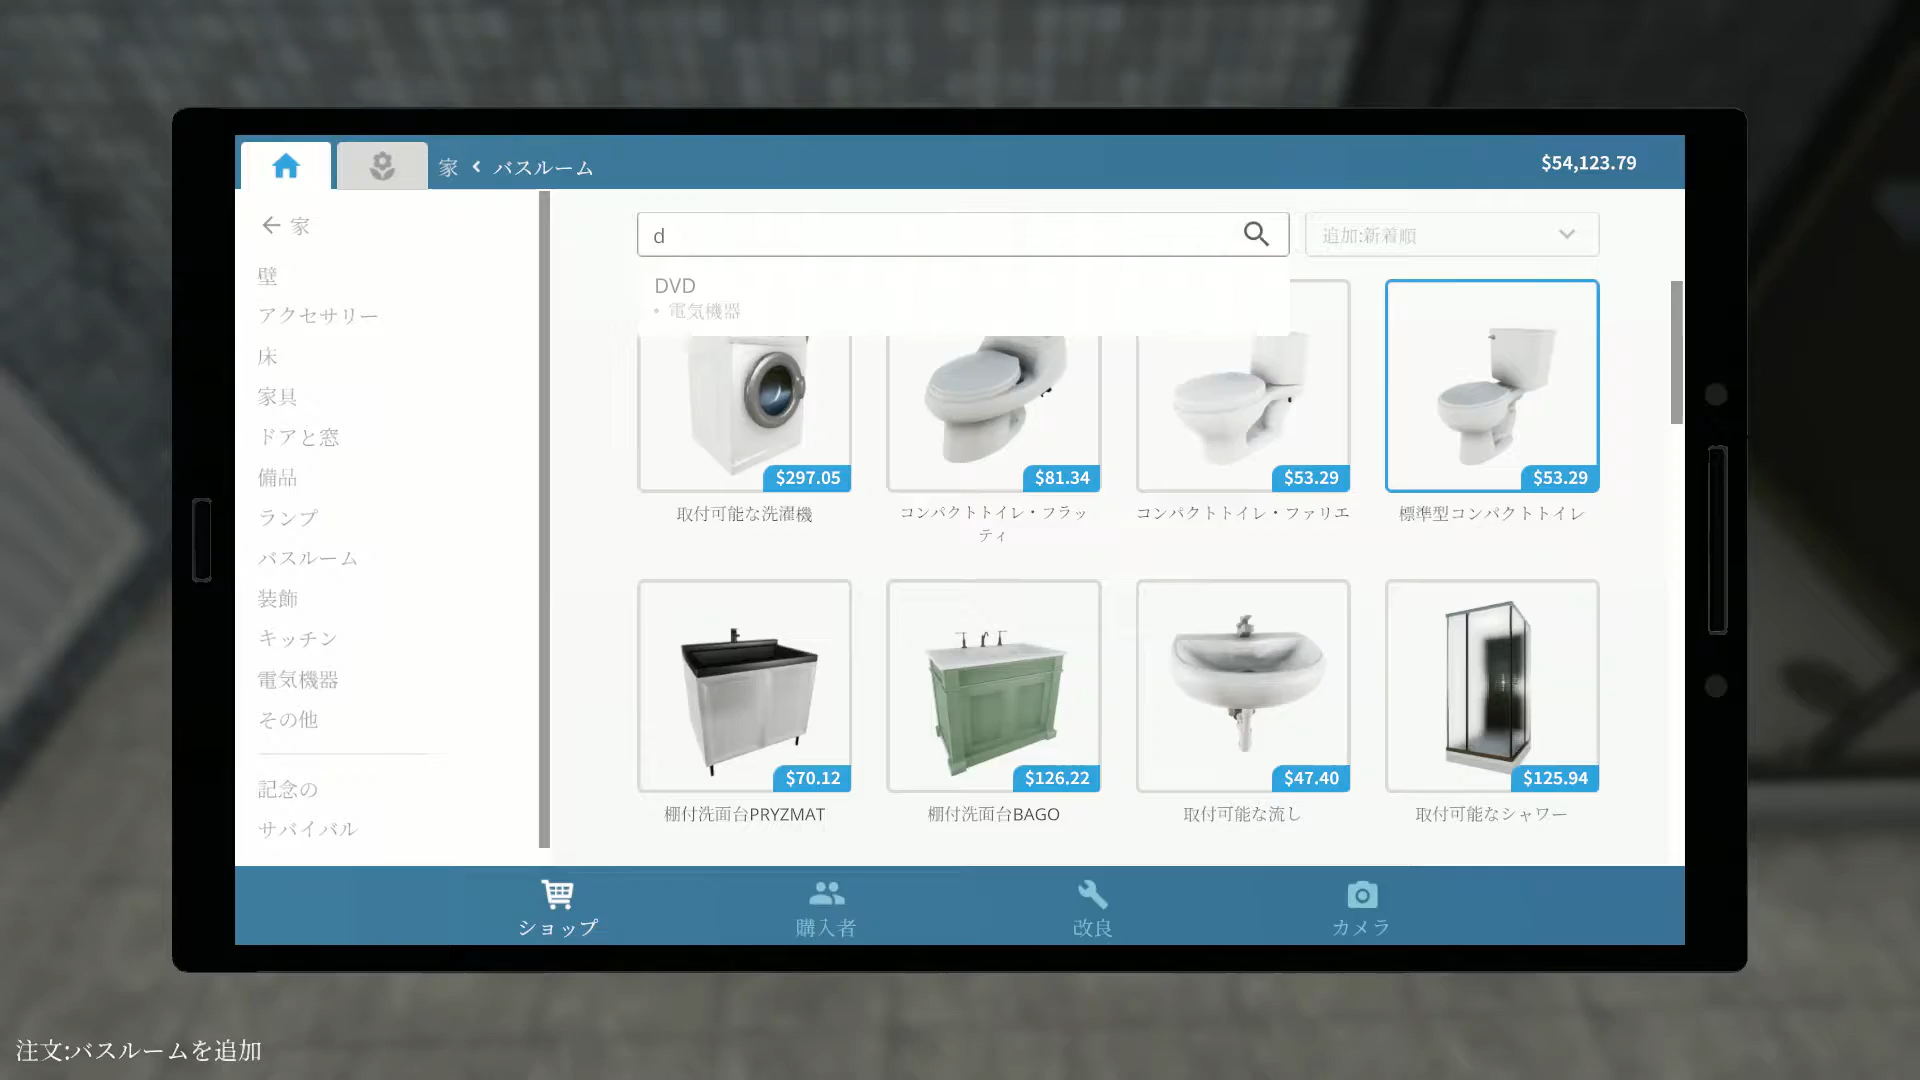 家 < バスルーム
$54,123.79
家
壁
アクセサリー
床
家具
ドアと窓
備品
ランプ
バスルーム
装飾
キッチン
電気機器
その他
記念の
サバイバル
d
追加:新着順
DVD
• 電気機器
$297.05
$81.34
$53.29
$53.29
取付可能な洗濯機
コンパクトトイレ・フラッ
ティ
コンパクトトイレ・ファリエ
標準型コンパクトトイレ
$70.12
$126.22
$47.40
$125.94
棚付洗面台PRYZMAT
棚付洗面台BAGO
取付可能な流し
取付可能なシャワー
ショップ
購入者
改良
カメラ
注文:バスルームを追加